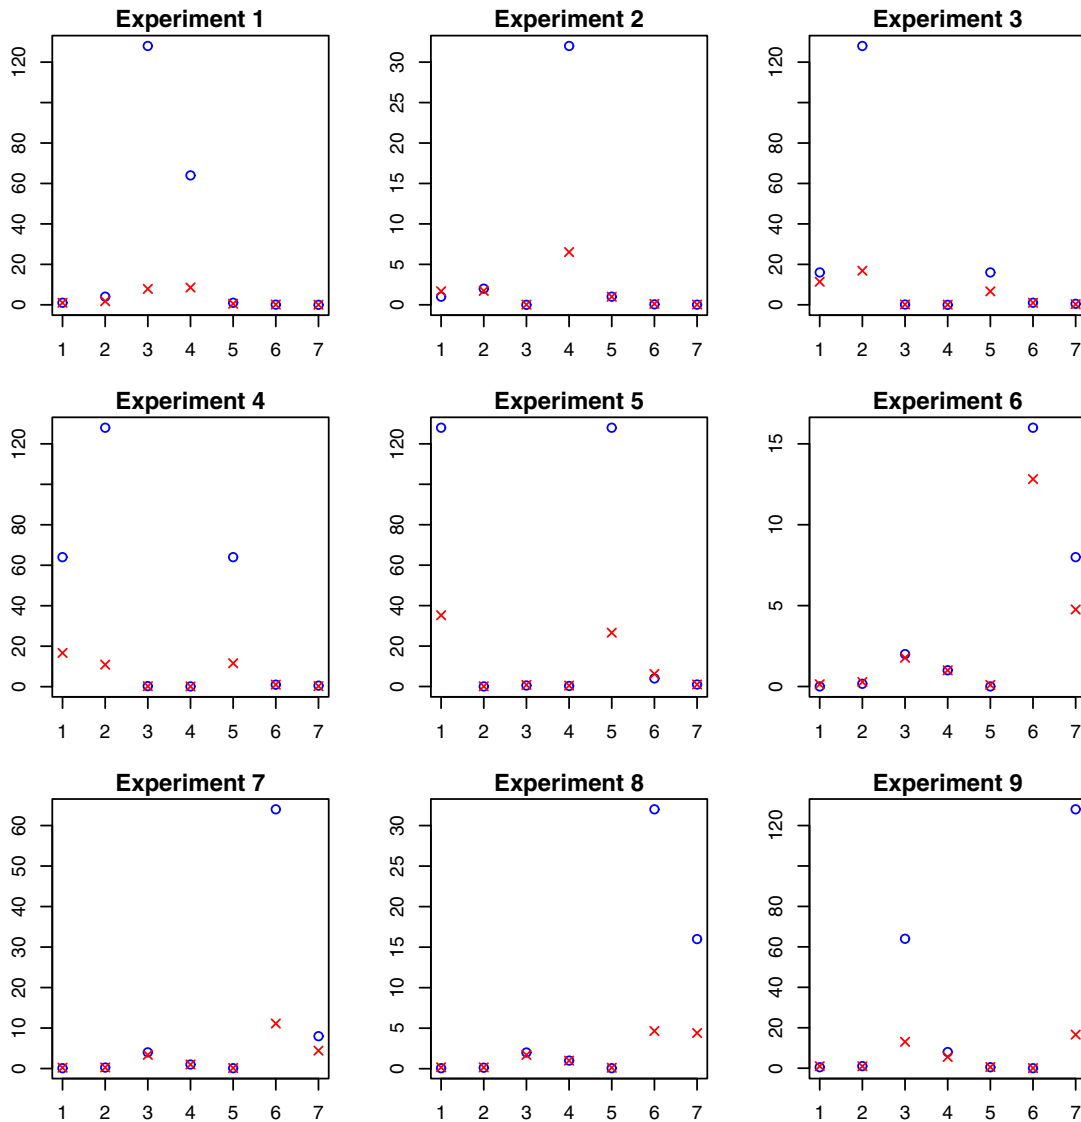 Experiment 1
Experiment 2
Experiment 3
0 20 40 60 80 120
0 5 10 15 20 25 30
0 20 40 60 80 120
1 2 3 4 5 6 7
1 2 3 4 5 6 7
1 2 3 4 5 6 7
Experiment 4
Experiment 5
Experiment 6
0 20 40 60 80 120
0 20 40 60 80 120
0 5 10 15
1 2 3 4 5 6 7
1 2 3 4 5 6 7
1 2 3 4 5 6 7
Experiment 7
Experiment 8
Experiment 9
0 10 20 30 40 50 60
0 5 10 15 20 25 30
0 20 40 60 80 120
1 2 3 4 5 6 7
1 2 3 4 5 6 7
1 2 3 4 5 6 7